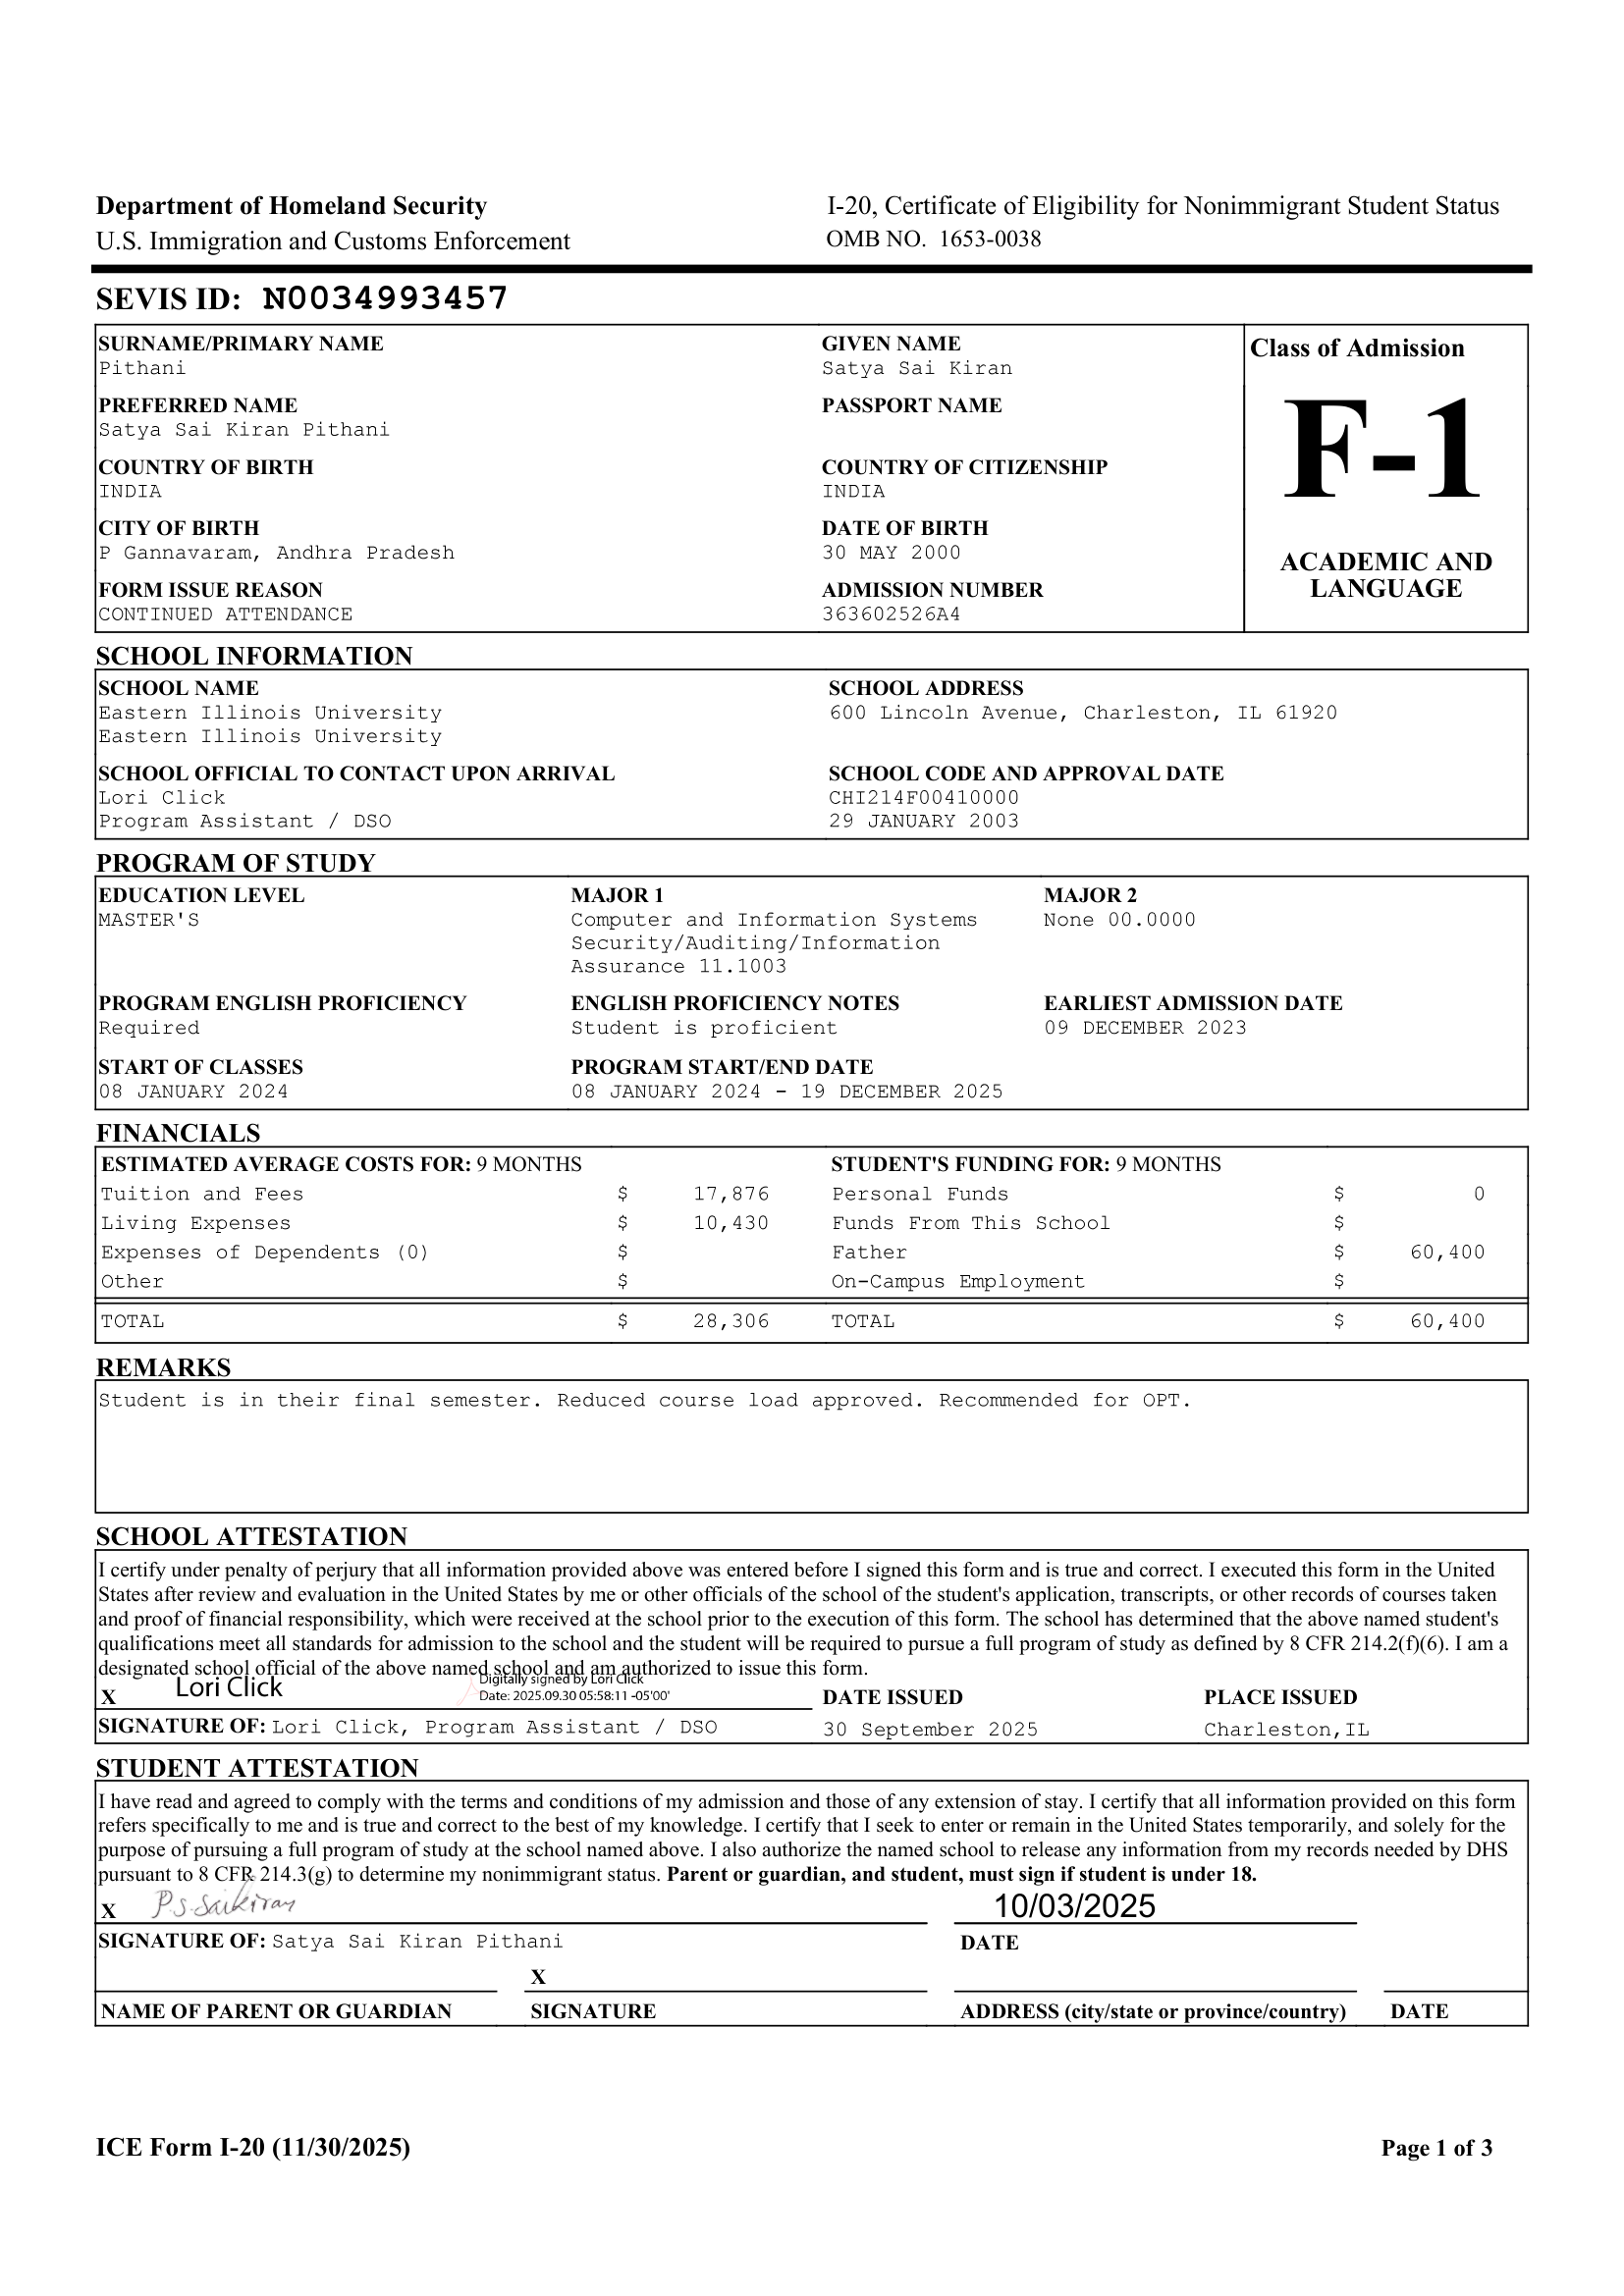 Department of Homeland Security
U.S. Immigration and Customs Enforcement
I-20, Certificate of Eligibility for Nonimmigrant Student Status
OMB NO. 1653-0038
SEVIS ID: N0034993457
SURNAME/PRIMARY NAME
Pithani
GIVEN NAME
Satya Sai Kiran
Class of Admission
PREFERRED NAME
Satya Sai Kiran Pithani
PASSPORT NAME
F-1
COUNTRY OF BIRTH
INDIA
COUNTRY OF CITIZENSHIP
INDIA
CITY OF BIRTH
P Gannavaram, Andhra Pradesh
DATE OF BIRTH
30 MAY 2000
ACADEMIC AND
LANGUAGE
FORM ISSUE REASON
CONTINUED ATTENDANCE
ADMISSION NUMBER
363602526A4
SCHOOL INFORMATION
SCHOOL NAME
Eastern Illinois University
Eastern Illinois University
SCHOOL ADDRESS
600 Lincoln Avenue, Charleston, IL 61920
SCHOOL OFFICIAL TO CONTACT UPON ARRIVAL
Lori Click
Program Assistant / DSO
SCHOOL CODE AND APPROVAL DATE
CHI214F00410000
29 JANUARY 2003
PROGRAM OF STUDY
EDUCATION LEVEL
MASTER'S
MAJOR 1
Computer and Information Systems
Security/Auditing/Information
Assurance 11.1003
MAJOR 2
None 00.0000
PROGRAM ENGLISH PROFICIENCY
Required
ENGLISH PROFICIENCY NOTES
Student is proficient
EARLIEST ADMISSION DATE
09 DECEMBER 2023
START OF CLASSES
08 JANUARY 2024
PROGRAM START/END DATE
08 JANUARY 2024 - 19 DECEMBER 2025
FINANCIALS
ESTIMATED AVERAGE COSTS FOR: 9 MONTHS
STUDENT'S FUNDING FOR: 9 MONTHS
Tuition and Fees $ 17,876 Personal Funds $ 0
Living Expenses $ 10,430 Funds From This School $
Expenses of Dependents (0) $ Father $ 60,400
Other $ On-Campus Employment $
TOTAL $ 28,306 TOTAL $ 60,400
REMARKS
Student is in their final semester. Reduced course load approved. Recommended for OPT.
SCHOOL ATTESTATION
I certify under penalty of perjury that all information provided above was entered before I signed this form and is true and correct. I executed this form in the United
States after review and evaluation in the United States by me or other officials of the school of the student's application, transcripts, or other records of courses taken
and proof of financial responsibility, which were received at the school prior to the execution of this form. The school has determined that the above named student's
qualifications meet all standards for admission to the school and the student will be required to pursue a full program of study as defined by 8 CFR 214.2(f)(6). I am a
designated school official of the above named school and am authorized to issue this form.
X Lori Click
Digitally signed by Lori Click
Date: 2025.09.30 05:58:11 -05'00'
DATE ISSUED
PLACE ISSUED
SIGNATURE OF: Lori Click, Program Assistant / DSO
30 September 2025
Charleston,IL
STUDENT ATTESTATION
I have read and agreed to comply with the terms and conditions of my admission and those of any extension of stay. I certify that all information provided on this form
refers specifically to me and is true and correct to the best of my knowledge. I certify that I seek to enter or remain in the United States temporarily, and solely for the
purpose of pursuing a full program of study at the school named above. I also authorize the named school to release any information from my records needed by DHS
pursuant to 8 CFR 214.3(g) to determine my nonimmigrant status. Parent or guardian, and student, must sign if student is under 18.
X P.S.Saikiran 10/03/2025
SIGNATURE OF: Satya Sai Kiran Pithani
DATE
X
NAME OF PARENT OR GUARDIAN
SIGNATURE
ADDRESS (city/state or province/country)
DATE
ICE Form I-20 (11/30/2025)
Page 1 of 3